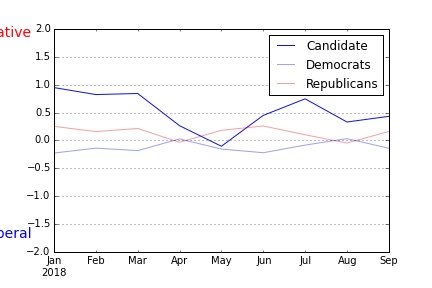 ative
2.0
1.5
1.0
0.5
0.0
−0.5
−1.0
−1.5
−2.0
beral
Candidate
Democrats
Republicans
Jan Feb Mar Apr May Jun Jul Aug Sep
2018